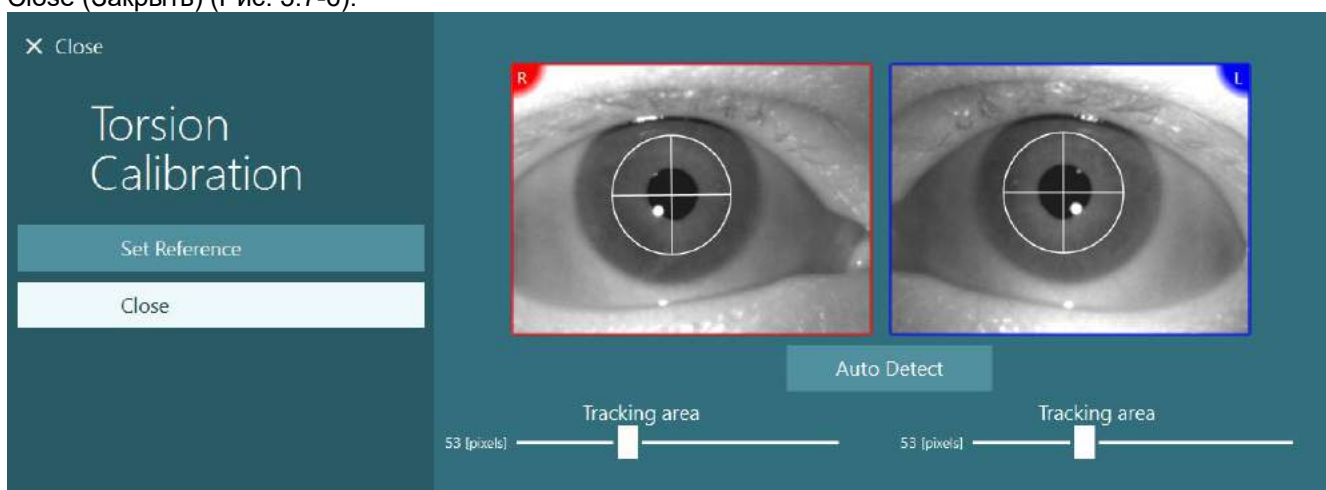 Close (Закрыть) (Рис. 5.7-6).
Close
Torsion
Calibration
Set Reference
Close
R
L
Auto Detect
Tracking area
53 [pixels]
Tracking area
53 [pixels]